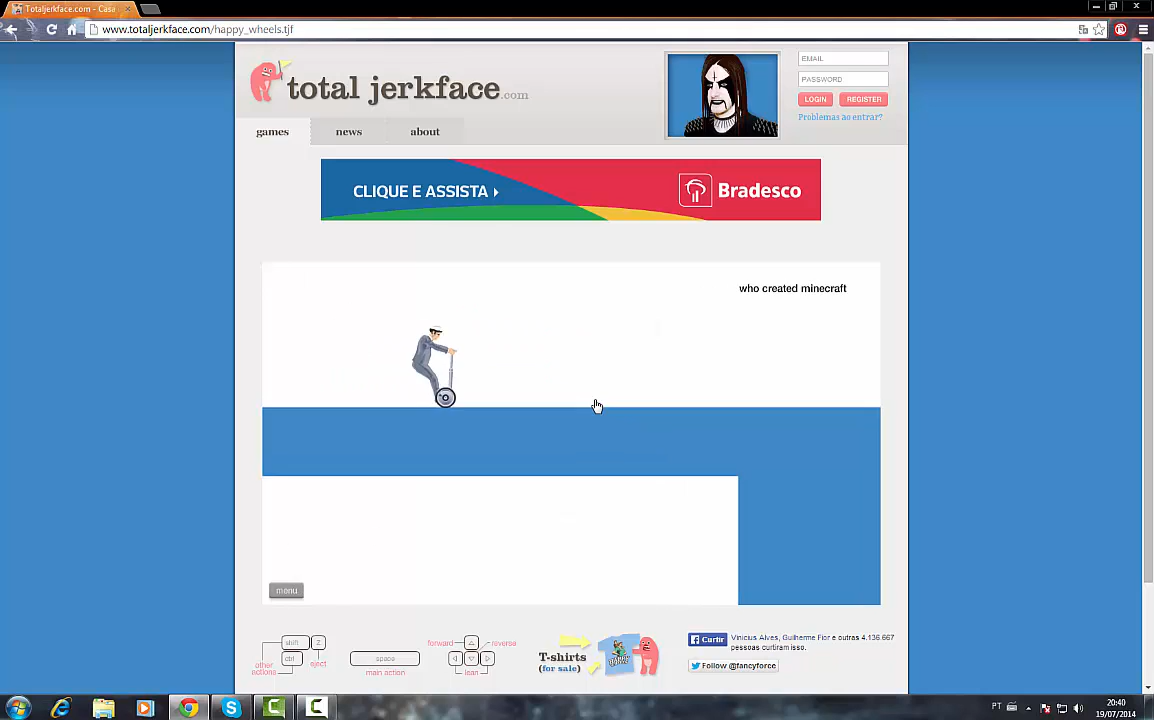 Totaljerkface.com - Casa
www.totaljerkface.com/happy_wheels.tjf
total jerkface.com
EMAIL
PASSWORD
LOGIN REGISTER
Problemas ao entrar?
games news about
CLIQUE E ASSISTA Bradesco
who created minecraft
menu
shift Z
ctrl eject
other
actions
space
main action
forward reverse
lean
T-shirts
(for sale)
Curtir
Vinicius Alves, Guilherme Fior e outras 4.136.667
pessoas curtiram isso.
Follow @fancyforce
PT
20:40
19/07/2014